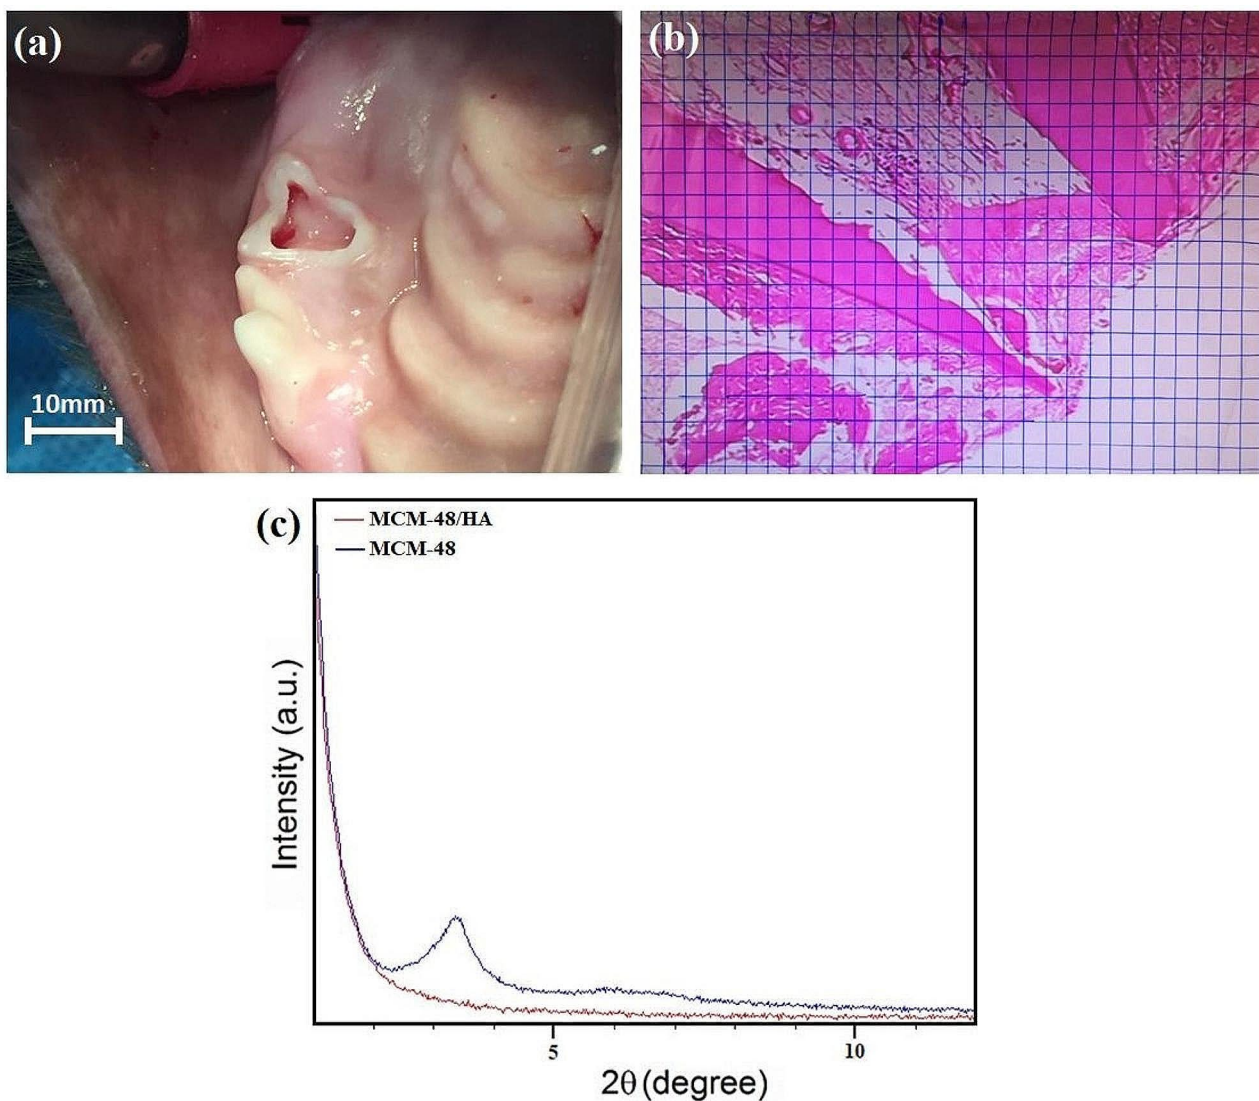 (a)
(b)
10mm
(c)
MCM-48/HA
MCM-48
Intensity (a.u.)
5
10
2θ (degree)